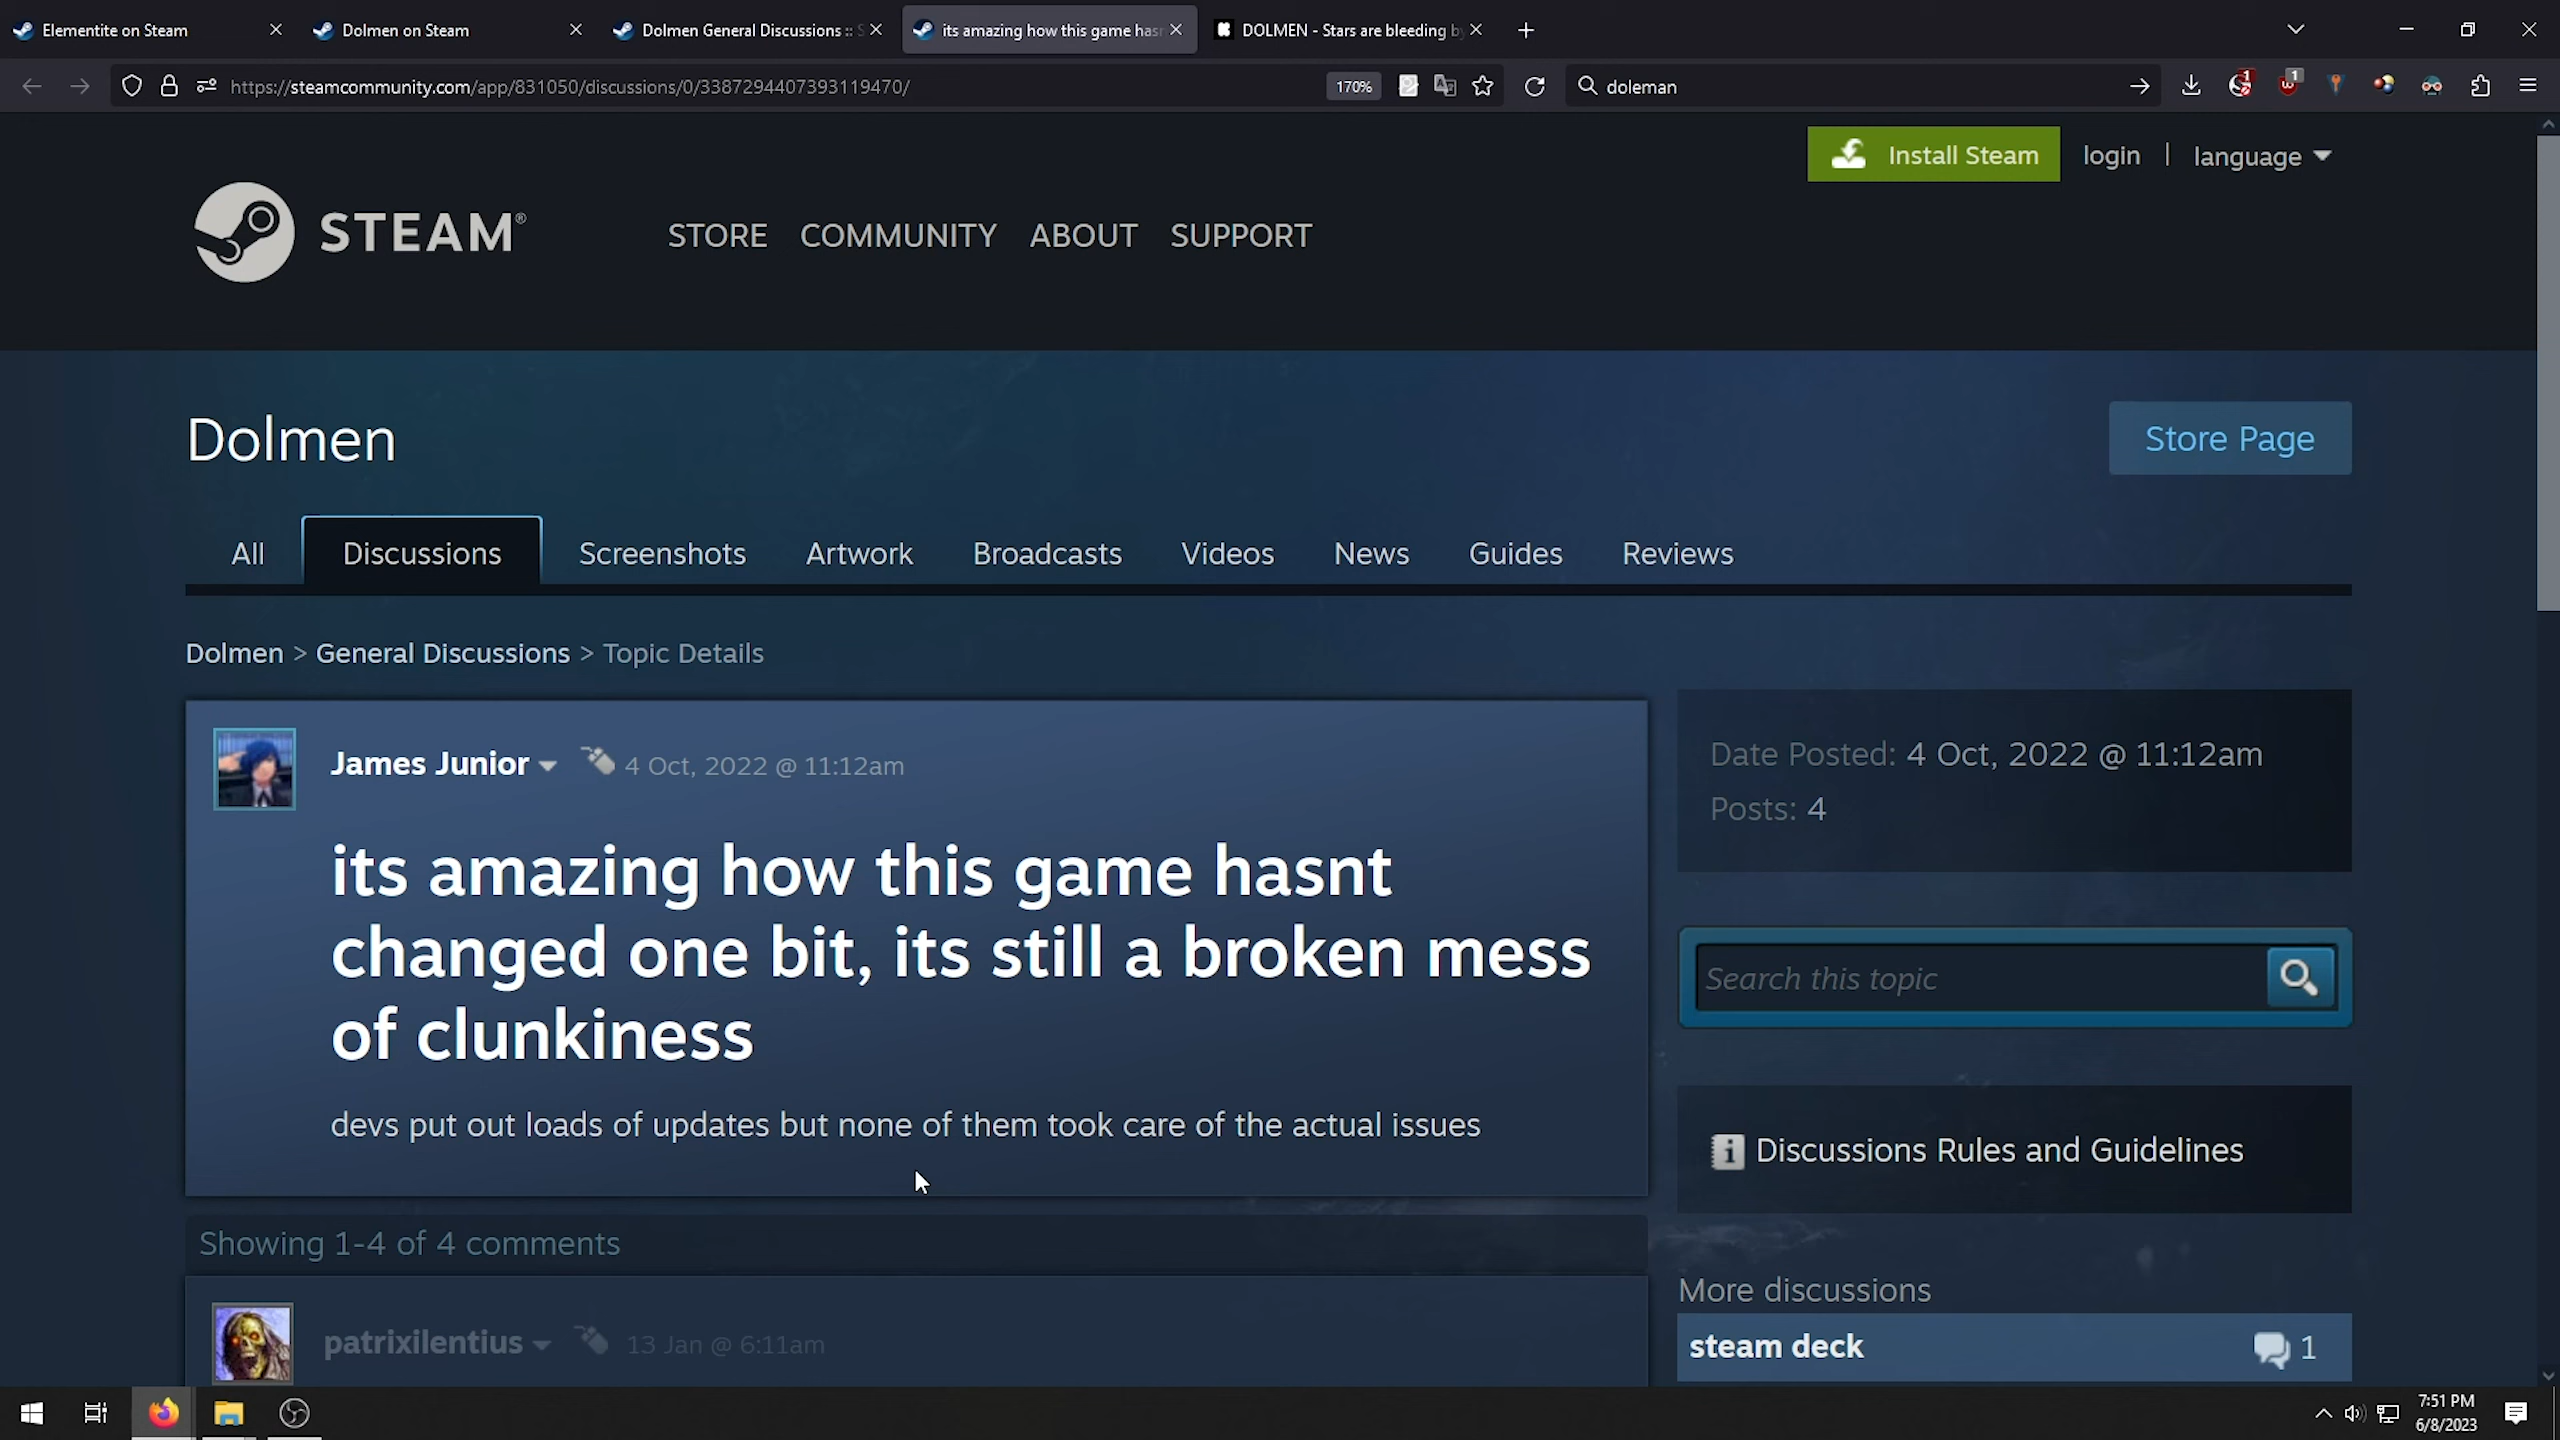 Elementite on Steam
Dolmen on Steam
Dolmen General Discussions :: S
its amazing how this game has
DOLMEN - Stars are bleeding by
https://steamcommunity.com/app/831050/discussions/0/3387294407393119470/
170%
doleman
1
1
Install Steam
login
language
STEAM®
STORE
COMMUNITY
ABOUT
SUPPORT
Dolmen
Store Page
All
Discussions
Screenshots
Artwork
Broadcasts
Videos
News
Guides
Reviews
Dolmen > General Discussions > Topic Details
James Junior
4 Oct, 2022 @ 11:12am
its amazing how this game hasnt
changed one bit, its still a broken mess
of clunkiness
devs put out loads of updates but none of them took care of the actual issues
Date Posted: 4 Oct, 2022 @ 11:12am
Posts: 4
Search this topic
Discussions Rules and Guidelines
Showing 1-4 of 4 comments
patrixilentius
13 Jan @ 6:11am
More discussions
steam deck
1
7:51 PM
6/8/2023